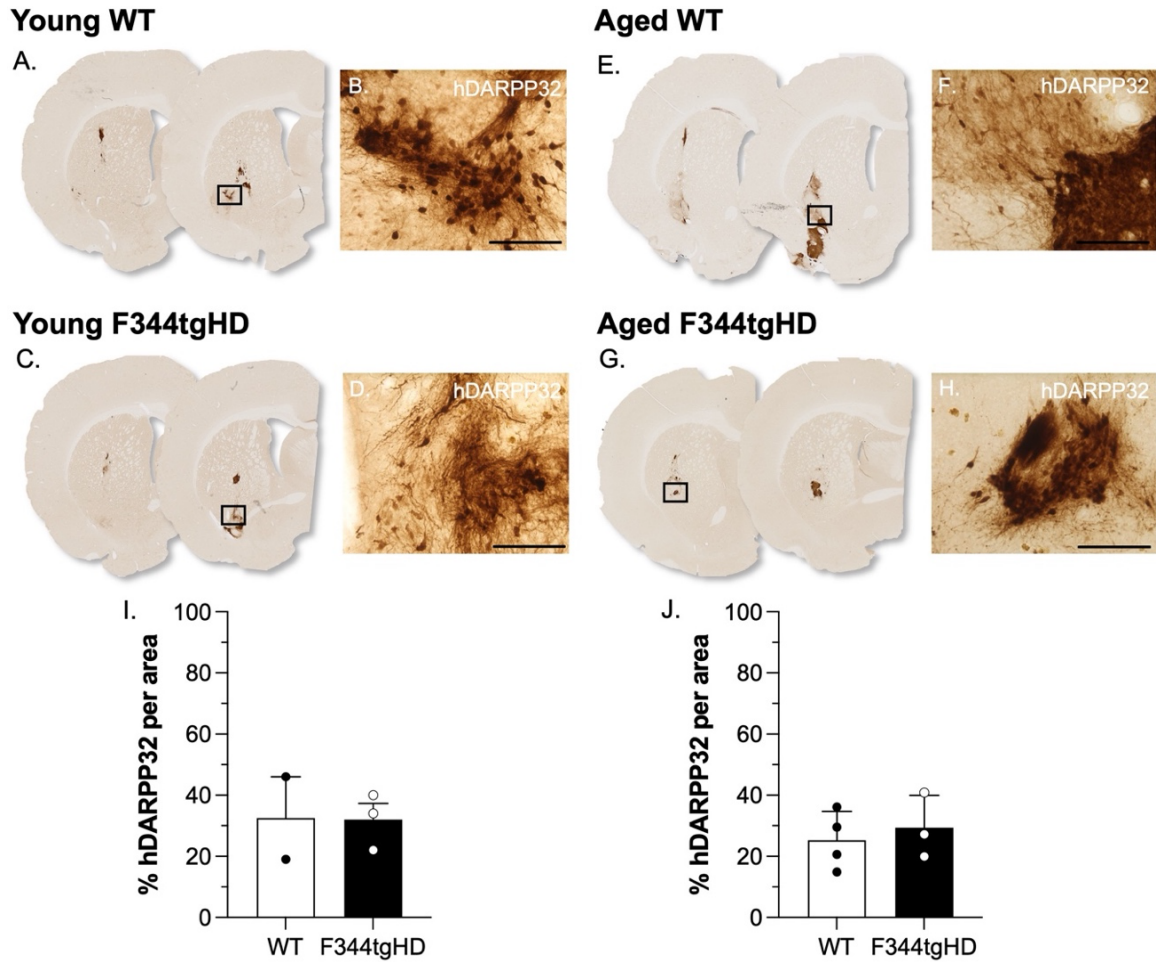 Young WT
Aged WT
A.
B.
hDARPP32
E.
F.
hDARPP32
Young F344tgHD
Aged F344tgHD
C.
D.
hDARPP32
G.
H.
hDARPP32
I.
% hDARPP32 per area
100
80
60
40
20
0
WT
F344tgHD
J.
% hDARPP32 per area
100
80
60
40
20
0
WT
F344tgHD